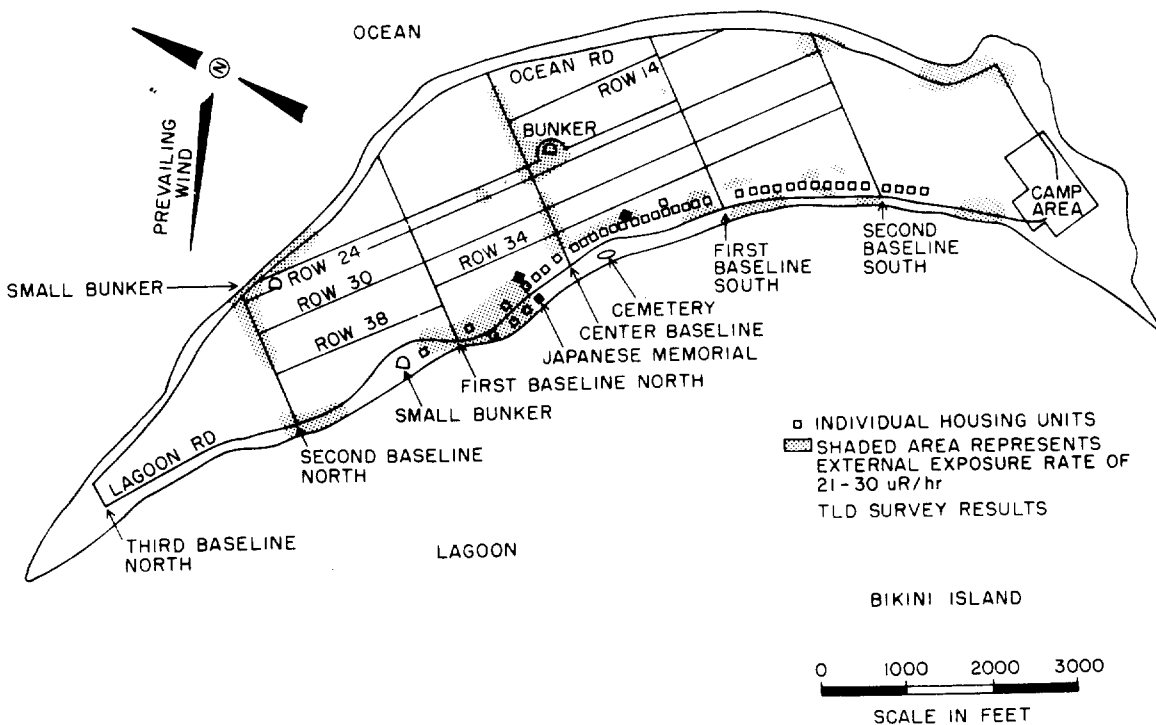 OCEAN
N
PREVAILING
WIND
OCEAN RD
ROW 14
BUNKER
ROW 24
ROW 30
ROW 34
ROW 38
SMALL BUNKER
CAMP
AREA
SECOND
BASELINE
SOUTH
FIRST
BASELINE
SOUTH
CEMETERY
CENTER BASELINE
JAPANESE MEMORIAL
FIRST BASELINE NORTH
SMALL BUNKER
SECOND BASELINE
NORTH
LAGOON RD
THIRD BASELINE
NORTH
LAGOON
INDIVIDUAL HOUSING UNITS
SHADED AREA REPRESENTS
EXTERNAL EXPOSURE RATE OF
21-30 uR/hr
TLD SURVEY RESULTS
BIKINI ISLAND
0 1000 2000 3000
SCALE IN FEET